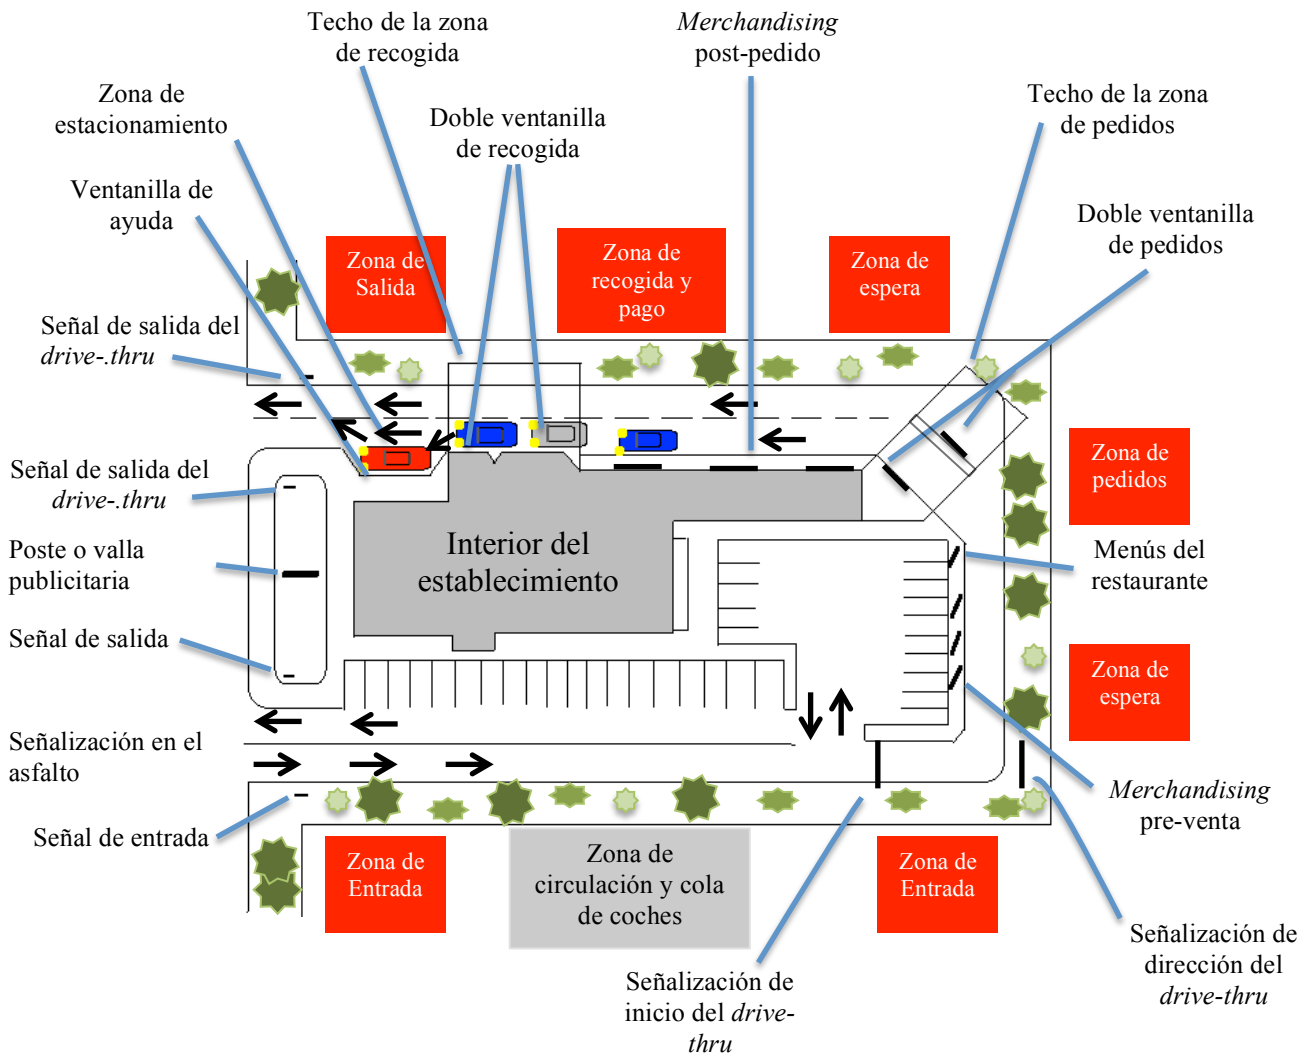 Techo de la zona
de recogida
Merchandising
post-pedido
Zona de
estacionamiento
Doble ventanilla
de recogida
Techo de la zona
de pedidos
Ventanilla de
ayuda
Doble ventanilla
de pedidos
Zona de
Salida
Zona de
recogida y
pago
Zona de
espera
Señal de salida del
drive-.thru
Señal de salida del
drive-.thru
Zona de
pedidos
Poste o valla
publicitaria
Interior del
establecimiento
Menús del
restaurante
Señal de salida
Zona de
espera
Señalización en el
asfalto
Merchandising
pre-venta
Señal de entrada
Zona de
Entrada
Zona de
circulación y cola
de coches
Zona de
Entrada
Señalización de
dirección del
drive-thru
Señalización de
inicio del drive-
thru